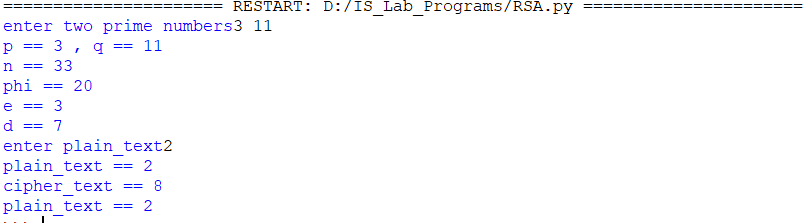 ====================== RESTART: D:/IS_Lab_Programs/RSA.py ======================
enter two prime numbers3 11
p == 3 , q == 11
n == 33
phi == 20
e == 3
d == 7
enter plain_text2
plain_text == 2
cipher_text == 8
plain_text == 2
>>>